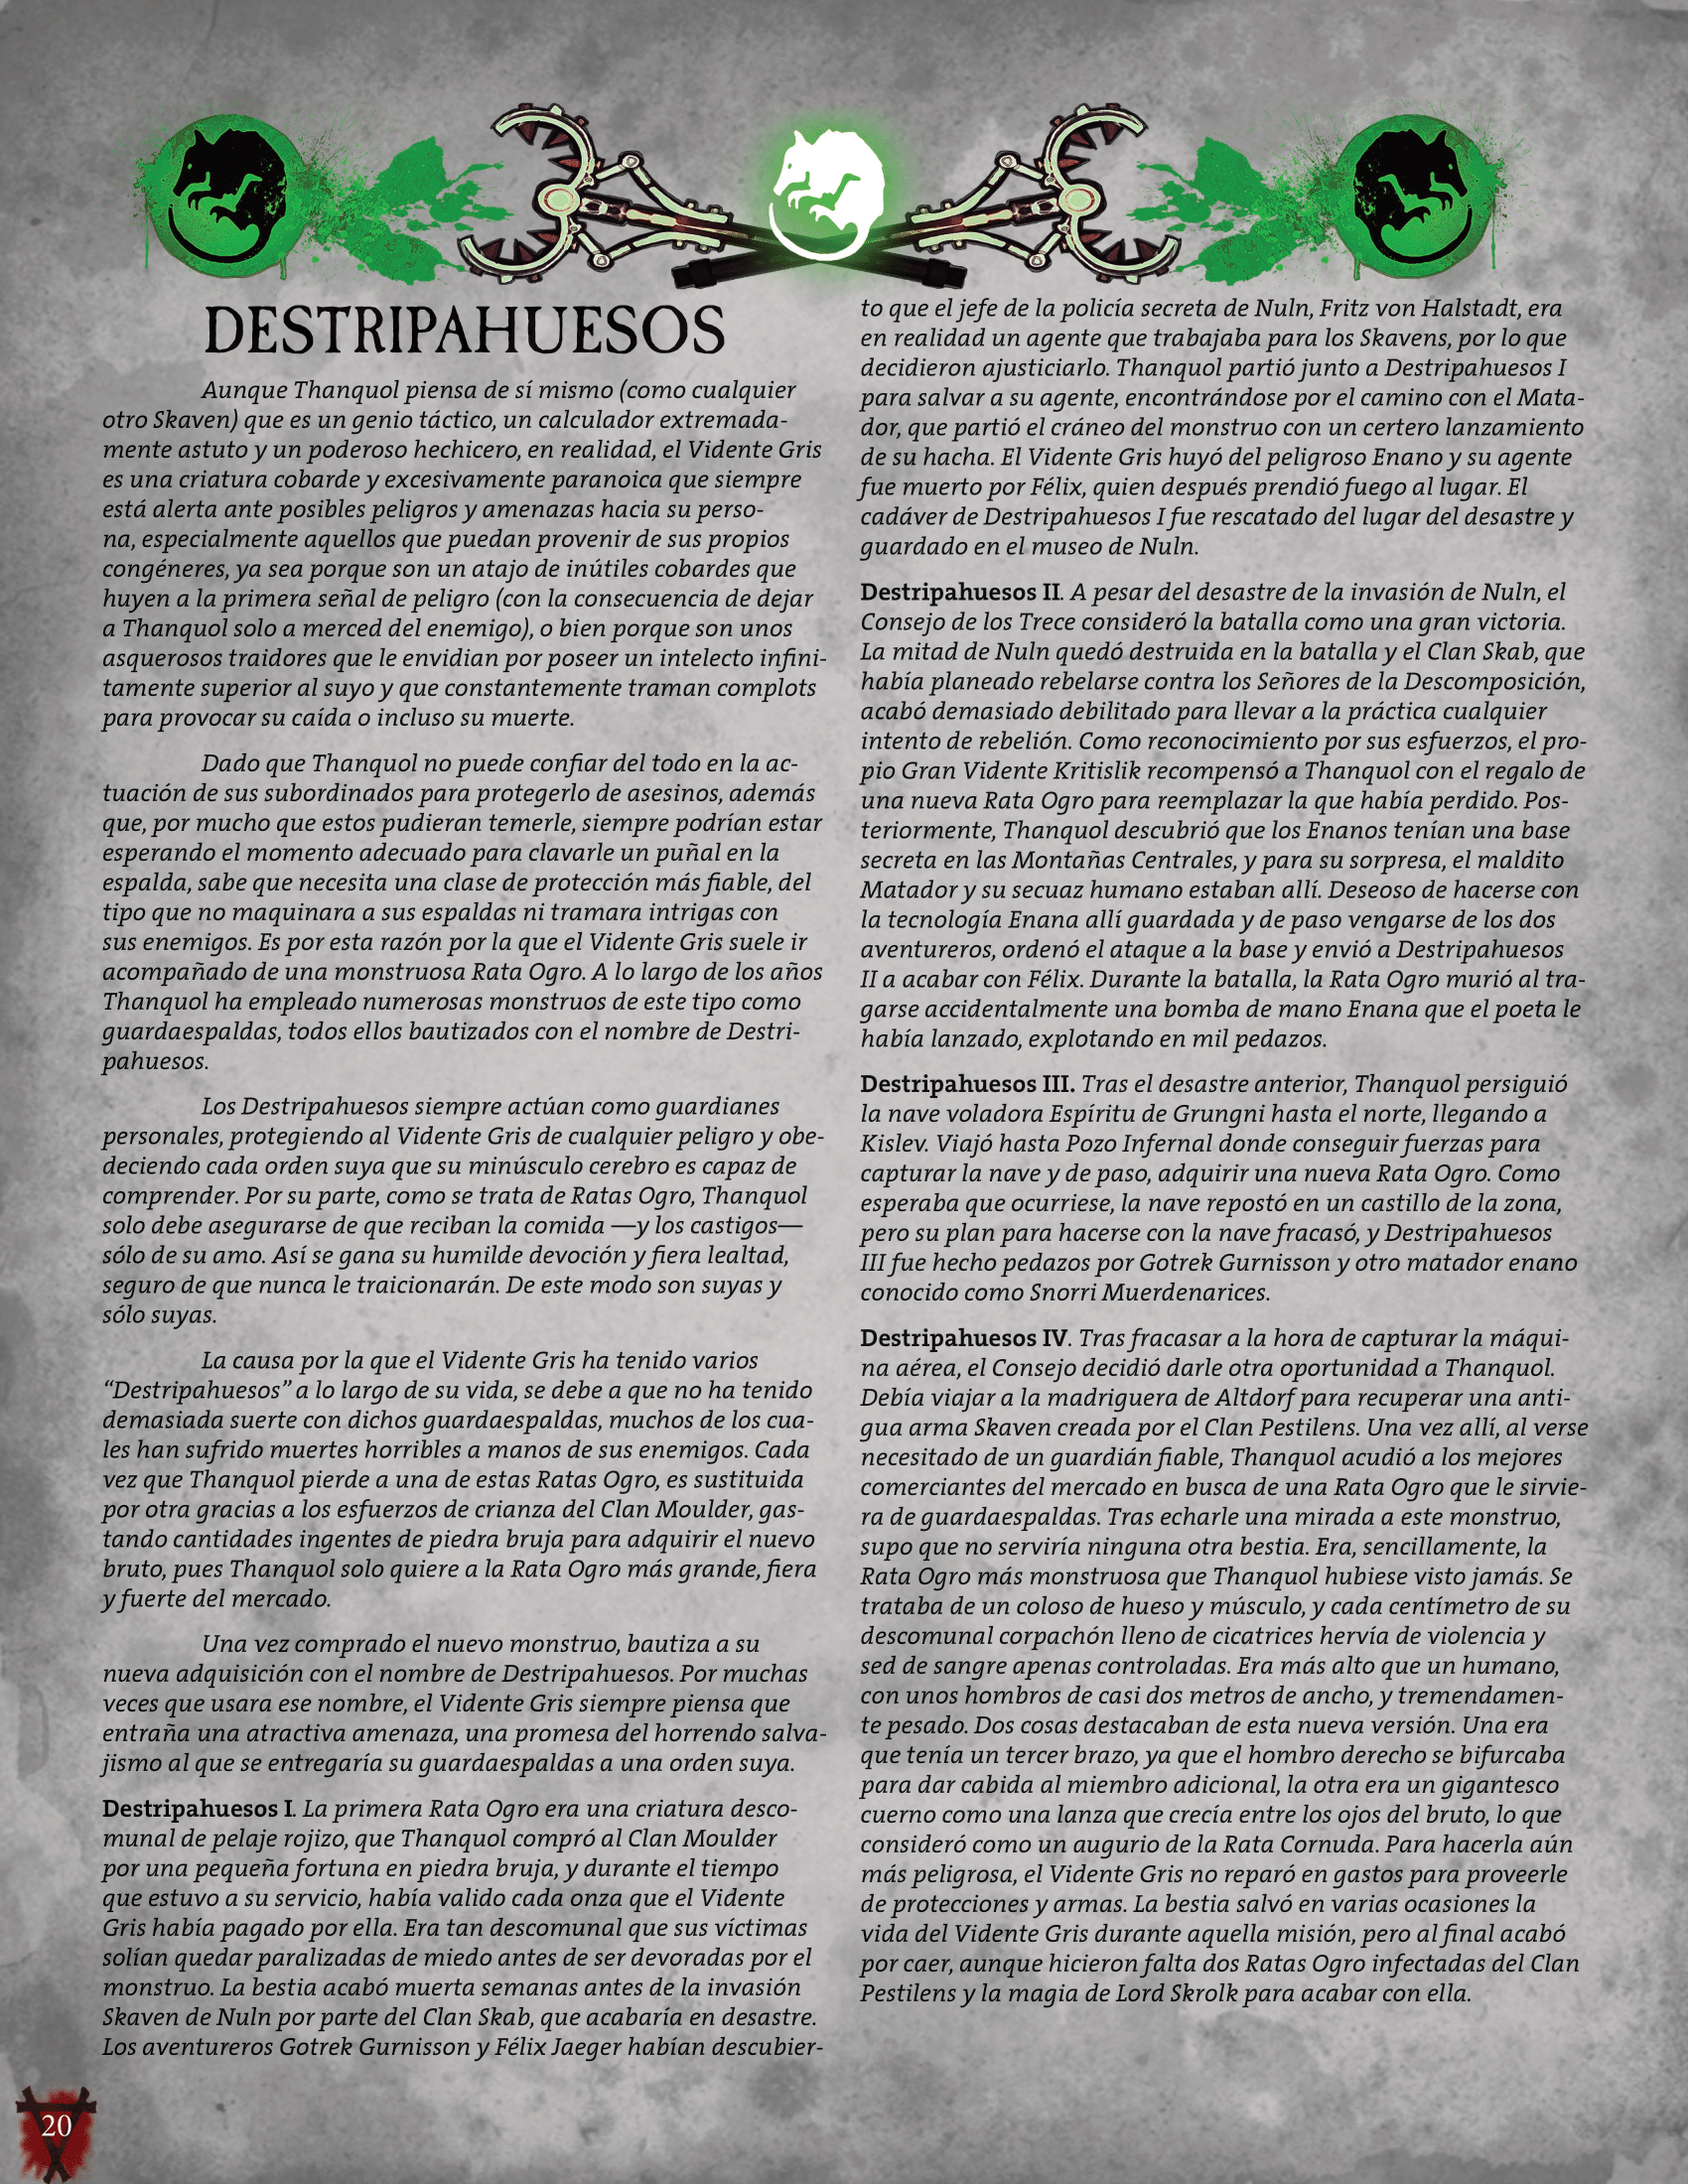 DESTRIPAHUESOS
Aunque Thanquol piensa de sí mismo (como cualquier
otro Skaven) que es un genio táctico, un calculador extremada-
mente astuto y un poderoso hechicero, en realidad, el Vidente Gris
es una criatura cobarde y excesivamente paranoica que siempre
está alerta ante posibles peligros y amenazas hacia su perso-
na, especialmente aquellos que puedan provenir de sus propios
congéneres, ya sea porque son un atajo de inútiles cobardes que
huyen a la primera señal de peligro (con la consecuencia de dejar
a Thanquol solo a merced del enemigo), o bien porque son unos
asquerosos traidores que le envidian por poseer un intelecto infini-
tamente superior al suyo y que constantemente traman complots
para provocar su caída o incluso su muerte.
Dado que Thanquol no puede confiar del todo en la ac-
tuación de sus subordinados para protegerlo de asesinos, además
que, por mucho que estos pudieran temerle, siempre podrían estar
esperando el momento adecuado para clavarle un puñal en la
espalda, sabe que necesita una clase de protección más fiable, del
tipo que no maquinara a sus espaldas ni tramara intrigas con
sus enemigos. Es por esta razón por la que el Vidente Gris suele ir
acompañado de una monstruosa Rata Ogro. A lo largo de los años
Thanquol ha empleado numerosas monstruos de este tipo como
guardaespaldas, todos ellos bautizados con el nombre de Destri-
pahuesos.
Los Destripahuesos siempre actúan como guardianes
personales, protegiendo al Vidente Gris de cualquier peligro y obe-
deciendo cada orden suya que su minúsculo cerebro es capaz de
comprender. Por su parte, como se trata de Ratas Ogro, Thanquol
solo debe asegurarse de que reciban la comida —y los castigos—
sólo de su amo. Así se gana su humilde devoción y fiera lealtad,
seguro de que nunca le traicionarán. De este modo son suyas y
sólo suyas.
La causa por la que el Vidente Gris ha tenido varios
“Destripahuesos” a lo largo de su vida, se debe a que no ha tenido
demasiada suerte con dichos guardaespaldas, muchos de los cua-
les han sufrido muertes horribles a manos de sus enemigos. Cada
vez que Thanquol pierde a una de estas Ratas Ogro, es sustituida
por otra gracias a los esfuerzos de crianza del Clan Moulder, gas-
tando cantidades ingentes de piedra bruja para adquirir el nuevo
bruto, pues Thanquol solo quiere a la Rata Ogro más grande, fiera
y fuerte del mercado.
Una vez comprado el nuevo monstruo, bautiza a su
nueva adquisición con el nombre de Destripahuesos. Por muchas
veces que usara ese nombre, el Vidente Gris siempre piensa que
entraña una atractiva amenaza, una promesa del horrendo salva-
jismo al que se entregaría su guardaespaldas a una orden suya.
Destripahuesos I. La primera Rata Ogro era una criatura desco-
munal de pelaje rojizo, que Thanquol compró al Clan Moulder
por una pequeña fortuna en piedra bruja, y durante el tiempo
que estuvo a su servicio, había valido cada onza que el Vidente
Gris había pagado por ella. Era tan descomunal que sus víctimas
solían quedar paralizadas de miedo antes de ser devoradas por el
monstruo. La bestia acabó muerta semanas antes de la invasión
Skaven de Nuln por parte del Clan Skab, que acabaría en desastre.
Los aventureros Gotrek Gurnisson y Félix Jaeger habían descubier-
to que el jefe de la policía secreta de Nuln, Fritz von Halstadt, era
en realidad un agente que trabajaba para los Skavens, por lo que
decidieron ajusticiarlo. Thanquol partió junto a Destripahuesos I
para salvar a su agente, encontrándose por el camino con el Mata-
dor, que partió el cráneo del monstruo con un certero lanzamiento
de su hacha. El Vidente Gris huyó del peligroso Enano y su agente
fue muerto por Félix, quien después prendió fuego al lugar. El
cadáver de Destripahuesos I fue rescatado del lugar del desastre y
guardado en el museo de Nuln.
Destripahuesos II. A pesar del desastre de la invasión de Nuln, el
Consejo de los Trece consideró la batalla como una gran victoria.
La mitad de Nuln quedó destruida en la batalla y el Clan Skab, que
había planeado rebelarse contra los Señores de la Descomposición,
acabó demasiado debilitado para llevar a la práctica cualquier
intento de rebelión. Como reconocimiento por sus esfuerzos, el pro-
pio Gran Vidente Kritislik recompensó a Thanquol con el regalo de
una nueva Rata Ogro para reemplazar la que había perdido. Pos-
teriormente, Thanquol descubrió que los Enanos tenían una base
secreta en las Montañas Centrales, y para su sorpresa, el maldito
Matador y su secuaz humano estaban allí. Deseoso de hacerse con
la tecnología Enana allí guardada y de paso vengarse de los dos
aventureros, ordenó el ataque a la base y envió a Destripahuesos
II a acabar con Félix. Durante la batalla, la Rata Ogro murió al tra-
garse accidentalmente una bomba de mano Enana que el poeta le
había lanzado, explotando en mil pedazos.
Destripahuesos III. Tras el desastre anterior, Thanquol persiguió
la nave voladora Espíritu de Grungni hasta el norte, llegando a
Kislev. Viajó hasta Pozo Infernal donde conseguir fuerzas para
capturar la nave y de paso, adquirir una nueva Rata Ogro. Como
esperaba que ocurriese, la nave repostó en un castillo de la zona,
pero su plan para hacerse con la nave fracasó, y Destripahuesos
III fue hecho pedazos por Gotrek Gurnisson y otro matador enano
conocido como Snorri Muerdenarices.
Destripahuesos IV. Tras fracasar a la hora de capturar la máqui-
na aérea, el Consejo decidió darle otra oportunidad a Thanquol.
Debía viajar a la madriguera de Altdorf para recuperar una anti-
gua arma Skaven creada por el Clan Pestilens. Una vez allí, al verse
necesitado de un guardián fiable, Thanquol acudió a los mejores
comerciantes del mercado en busca de una Rata Ogro que le sirvie-
ra de guardaespaldas. Tras echarle una mirada a este monstruo,
supo que no serviría ninguna otra bestia. Era, sencillamente, la
Rata Ogro más monstruosa que Thanquol hubiese visto jamás. Se
trataba de un coloso de hueso y músculo, y cada centímetro de su
descomunal corpachón lleno de cicatrices hervía de violencia y
sed de sangre apenas controladas. Era más alto que un humano,
con unos hombros de casi dos metros de ancho, y tremendamen-
te pesado. Dos cosas destacaban de esta nueva versión. Una era
que tenía un tercer brazo, ya que el hombro derecho se bifurcaba
para dar cabida al miembro adicional, la otra era un gigantesco
cuerno como una lanza que crecía entre los ojos del bruto, lo que
consideró como un augurio de la Rata Cornuda. Para hacerla aún
más peligrosa, el Vidente Gris no reparó en gastos para proveerle
de protecciones y armas. La bestia salvó en varias ocasiones la
vida del Vidente Gris durante aquella misión, pero al final acabó
por caer, aunque hicieron falta dos Ratas Ogro infectadas del Clan
Pestilens y la magia de Lord Skrolk para acabar con ella.
20